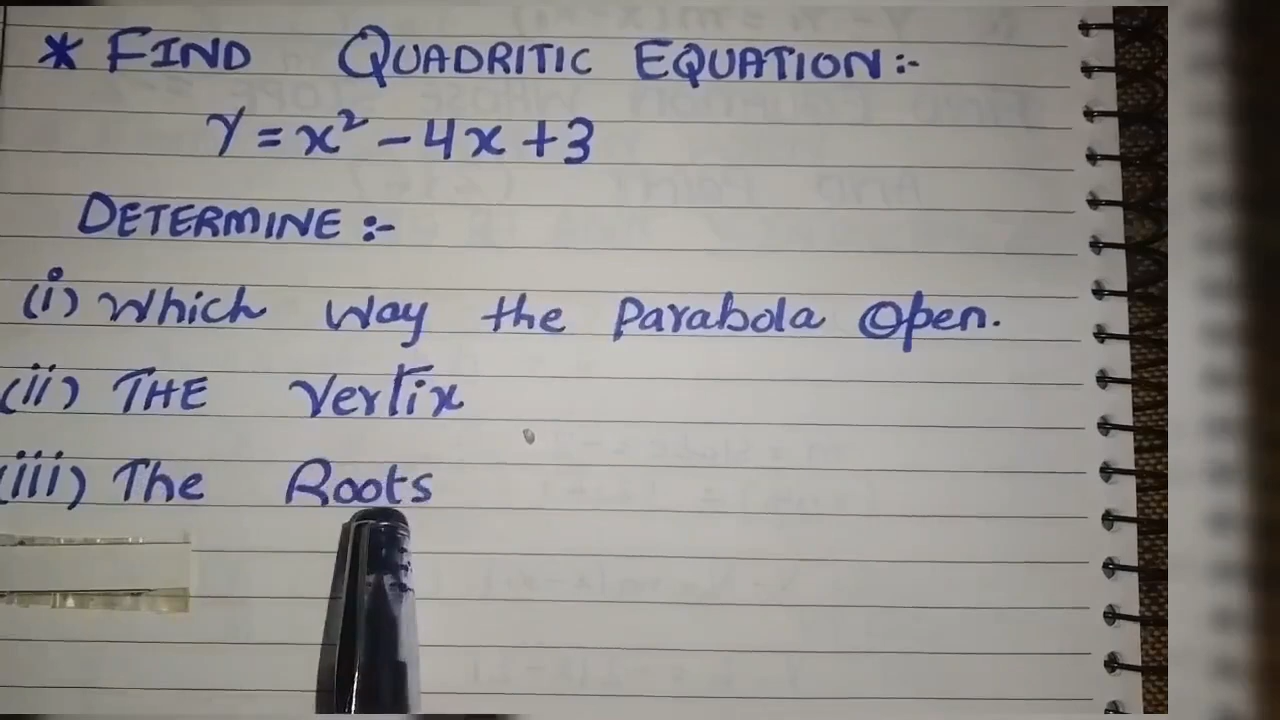 * FIND QUADRITIC EQUATION:-
Y = x² - 4x + 3
DETERMINE :-
(i) Which Way the Parabola Open.
(ii) THE Vertix
(iii) The Roots